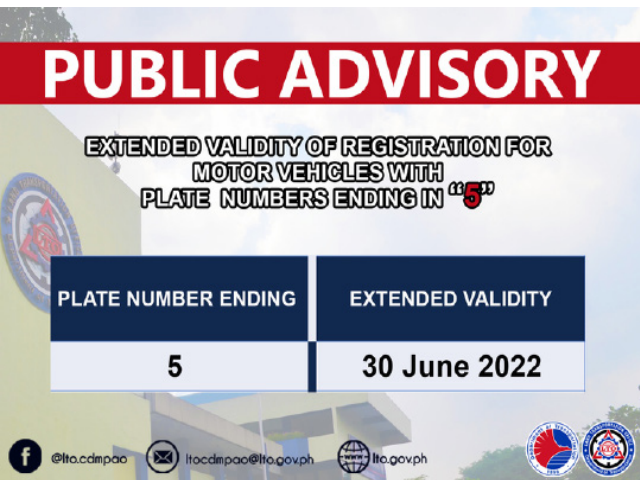 PUBLIC ADVISORY
EXTENDED VALIDITY OF REGISTRATION FOR
MOTOR VEHICLES WITH
PLATE NUMBERS ENDING IN “5”
PLATE NUMBER ENDING
EXTENDED VALIDITY
5
30 June 2022
@lto.cdmpao
ltocdmpao@lto.gov.ph
lto.gov.ph